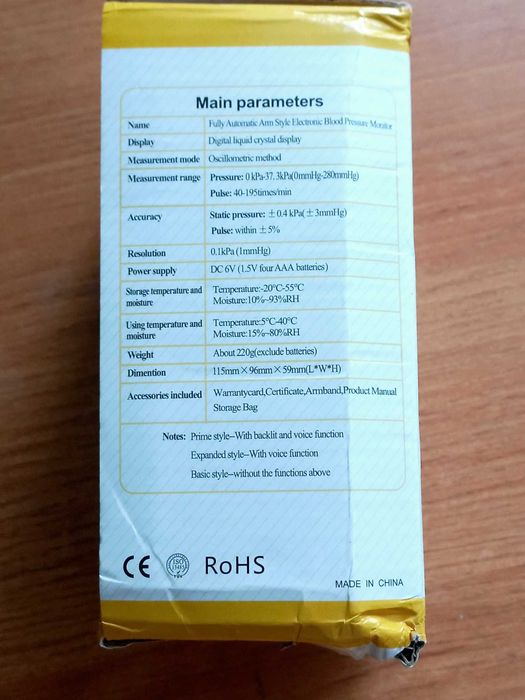 Main parameters
Name Fully Automatic Arm Style Electronic Blood Pressure Monitor
Display Digital liquid crystal display
Measurement mode Oscillometric method
Measurement range Pressure: 0 kPa-37.3kPa(0mmHg-280mmHg)
Pulse: 40-195times/min
Accuracy Static pressure: ±0.4 kPa(±3mmHg)
Pulse: within ±5%
Resolution 0.1kPa (1mmHg)
Power supply DC 6V (1.5V four AAA batteries)
Storage temperature and Temperature:-20°C-55°C
moisture Moisture:10%~93%RH
Using temperature and Temperature:5°C-40°C
moisture Moisture:15%~80%RH
Weight About 220g(exclude batteries)
Dimention 115mm×96mm×59mm(L*W*H)
Accessories included Warrantycard,Certificate,Armband,Product Manual
Storage Bag
Notes: Prime style--With backlit and voice function
Expanded style--With voice function
Basic style--without the functions above
CE ISO 13485 RoHS
MADE IN CHINA